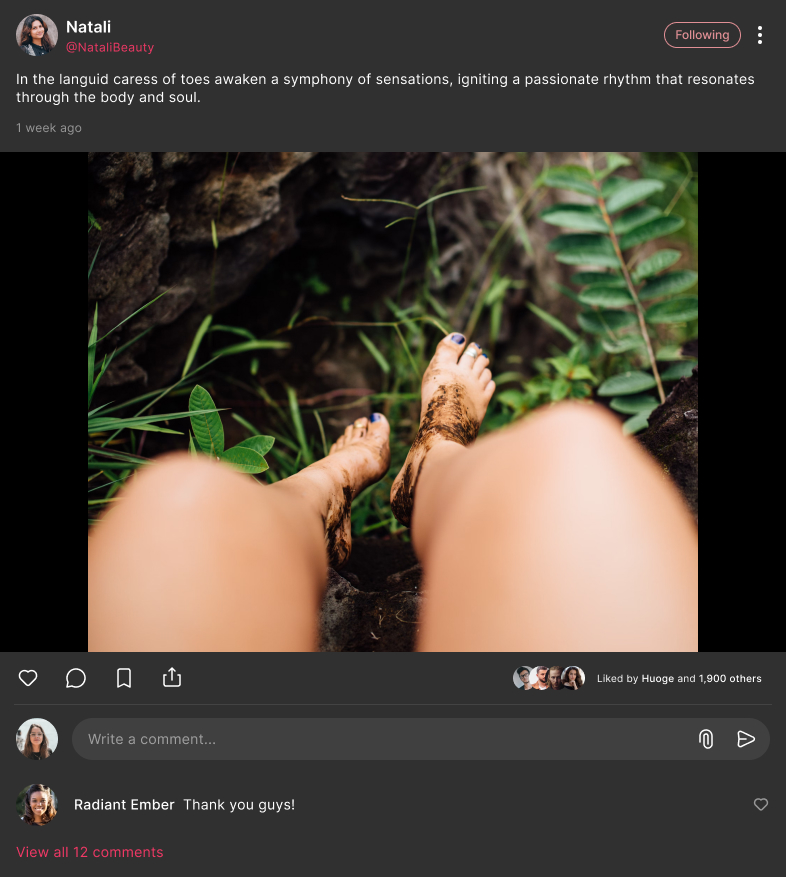 Natali
@NataliBeauty
Following
In the languid caress of toes awaken a symphony of sensations, igniting a passionate rhythm that resonates
through the body and soul.
1 week ago
Liked by Huoge and 1,900 others
Write a comment...
Radiant Ember Thank you guys!
View all 12 comments